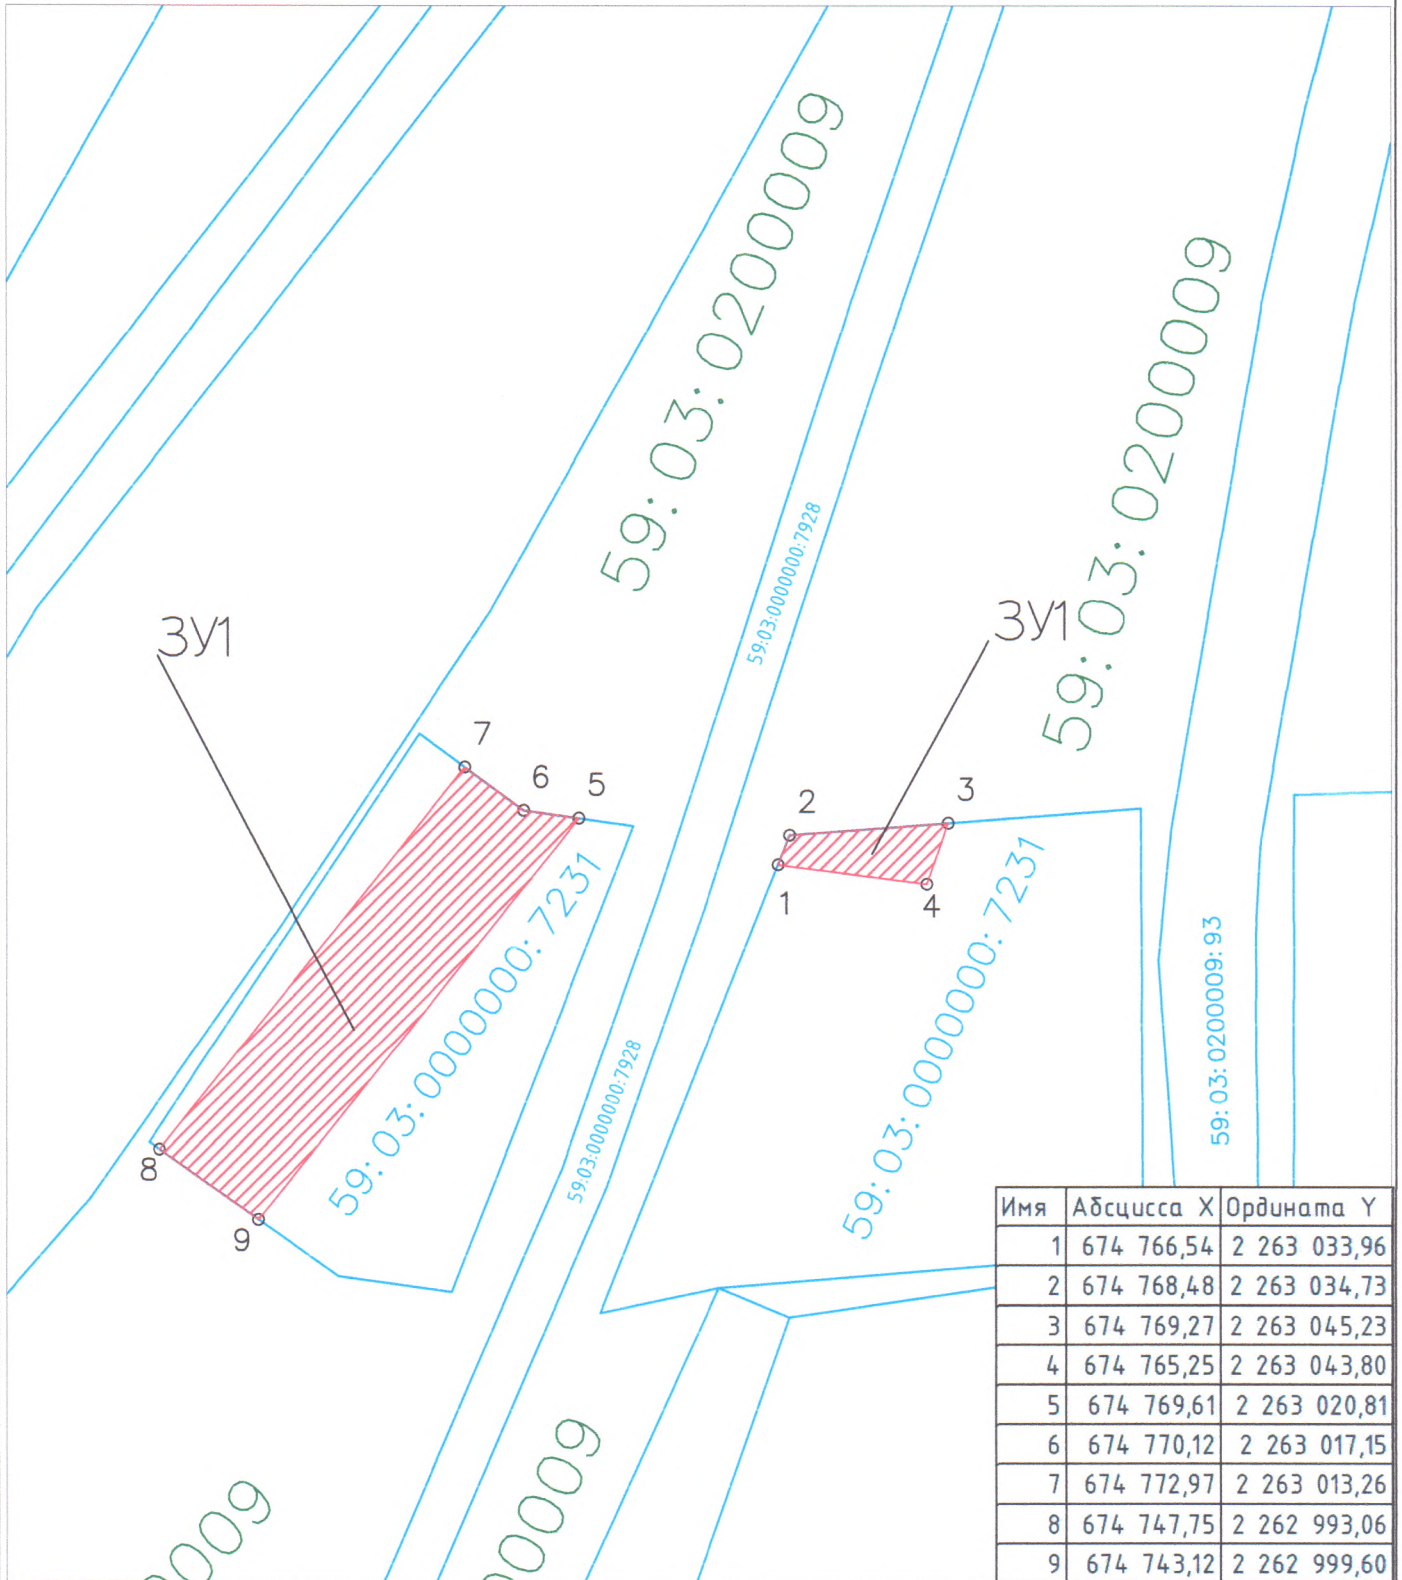 59:03:0200009
59:03:0200009
59:03:0000000:7928
ЗУ1
ЗУ1
7
6
5
2
3
1
4
59:03:0000000:7231
59:03:0000000:7231
59:03:0200009:93
59:03:0000000:7928
8
9
Имя Абсцисса X Ордината Y
1 674 766,54 2 263 033,96
2 674 768,48 2 263 034,73
3 674 769,27 2 263 045,23
4 674 765,25 2 263 043,80
5 674 769,61 2 263 020,81
6 674 770,12 2 263 017,15
7 674 772,97 2 263 013,26
8 674 747,75 2 262 993,06
9 674 743,12 2 262 999,60
0009
00009